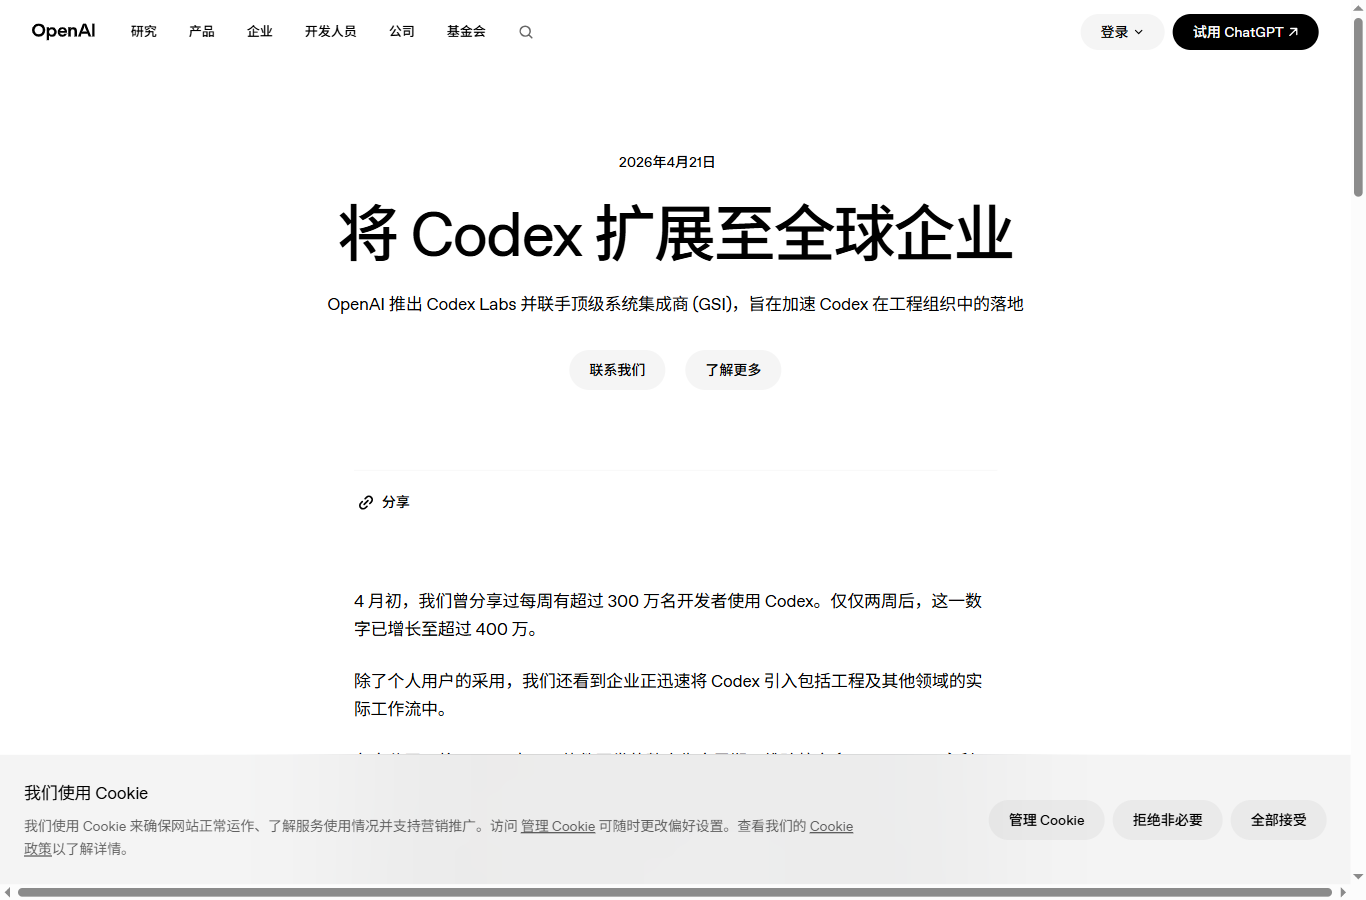 OpenAI 研究 产品 企业 开发人员 公司 基金会 登录 试用 ChatGPT ↗
2026年4月21日
将 Codex 扩展至全球企业
OpenAI 推出 Codex Labs 并联手顶级系统集成商 (GSI)，旨在加速 Codex 在工程组织中的落地
联系我们 了解更多
分享
4 月初，我们曾分享过每周有超过 300 万名开发者使用 Codex。仅仅两周后，这一数
字已增长至超过 400 万。
除了个人用户的采用，我们还看到企业正迅速将 Codex 引入包括工程及其他领域的实
际工作流中。
我们使用 Cookie
我们使用 Cookie 来确保网站正常运作、了解服务使用情况并支持营销推广。访问 管理 Cookie 可随时更改偏好设置。查看我们的 Cookie
政策以了解详情。
管理 Cookie 拒绝非必要 全部接受